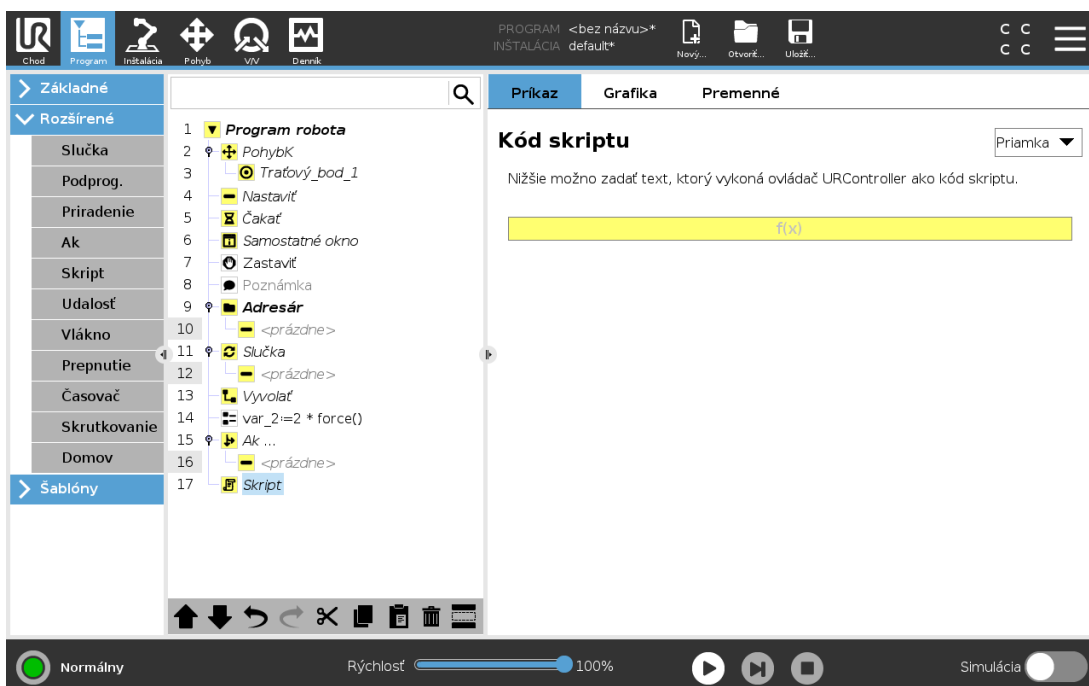 Chod
Program
Inštalácia
Pohyb
V/V
Denník
PROGRAM <bez názvu>*
INŠTALÁCIA default*
Nový...
Otvoriť...
Uložiť...
C C
C C
Základné
Rozšírené
Slučka
Podprog.
Priradenie
Ak
Skript
Udalosť
Vlákno
Prepnutie
Časovač
Skrutkovanie
Domov
Šablóny
1 Program robota
2 PohybK
3 Traťový_bod_1
4 Nastaviť
5 Čakať
6 Samostatné okno
7 Zastaviť
8 Poznámka
9 Adresár
10 <prázdne>
11 Slučka
12 <prázdne>
13 Vyvolať
14 var_2:=2 * force()
15 Ak ...
16 <prázdne>
17 Skript
Príkaz Grafika Premenné
Kód skriptu
Priamka
Nižšie možno zadať text, ktorý vykoná ovládač URController ako kód skriptu.
f(x)
Normálny
Rýchlosť 100%
Simulácia